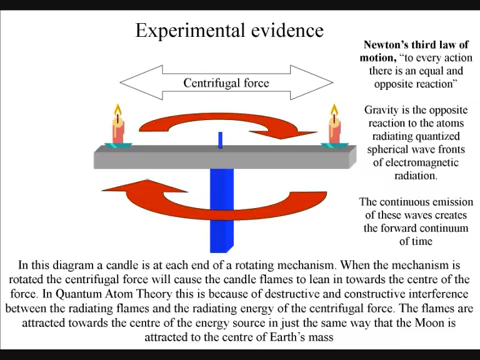 Experimental evidence
Centrifugal force
Newton's third law of
motion, "to every action
there is an equal and
opposite reaction"
Gravity is the opposite
reaction to the atoms
radiating quantized
spherical wave fronts
of electromagnetic
radiation.
The continuous emission
of these waves creates
the forward continuum
of time
In this diagram a candle is at each end of a rotating mechanism. When the mechanism is
rotated the centrifugal force will cause the candle flames to lean in towards the centre of the
force. In Quantum Atom Theory this is because of destructive and constructive interference
between the radiating flames and the radiating energy of the centrifugal force. The flames are
attracted towards the centre of the energy source in just the same way that the Moon is
attracted to the centre of Earth's mass